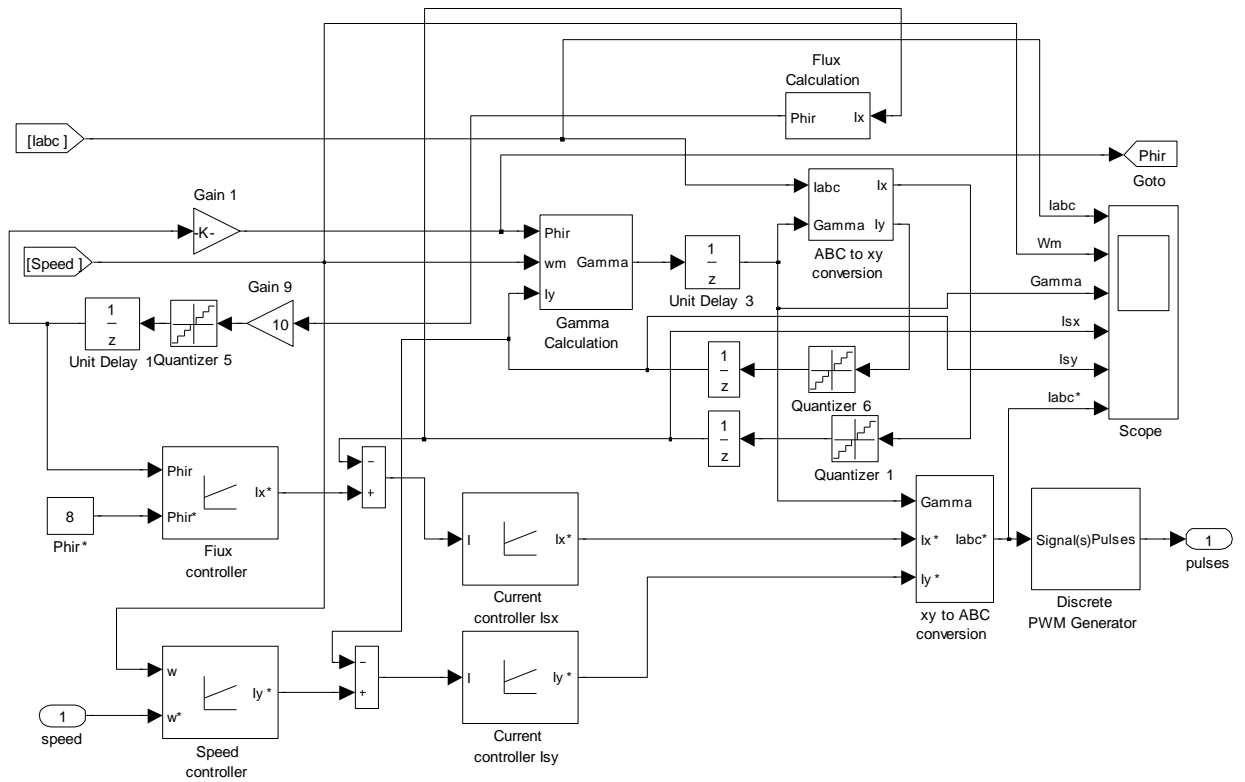 Flux
Calculation
Phir
Ix
[Iabc ]
Phir
Goto
Gain 1
-K-
Iabc
Ix
Gamma
Iy
ABC to xy
conversion
Iabc
Wm
Gamma
Isx
Isy
Iabc*
Scope
[Speed ]
Phir
wm
Iy
Gamma
Gamma
Calculation
1
z
Unit Delay 3
Gain 9
10
1
z
Unit Delay 1
Quantizer 5
1
z
Quantizer 6
1
z
Quantizer 1
Phir
Phir*
Ix*
Flux
controller
8
Phir*
−
+
I
Ix*
Current
controller Isx
Gamma
Ix *
Iy *
Iabc*
xy to ABC
conversion
Signal(s)Pulses
Discrete
PWM Generator
1
pulses
w
w*
Iy *
Speed
controller
1
speed
−
+
I
Iy *
Current
controller Isy